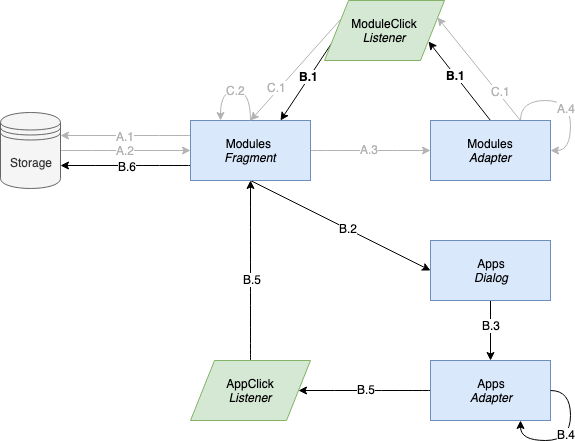 ModuleClick
Listener
B.1
B.1
C.2
C.1
C.1
A.4
Storage
A.1
A.2
B.6
Modules
Fragment
A.3
Modules
Adapter
B.2
Apps
Dialog
B.5
B.3
AppClick
Listener
B.5
Apps
Adapter
B.4